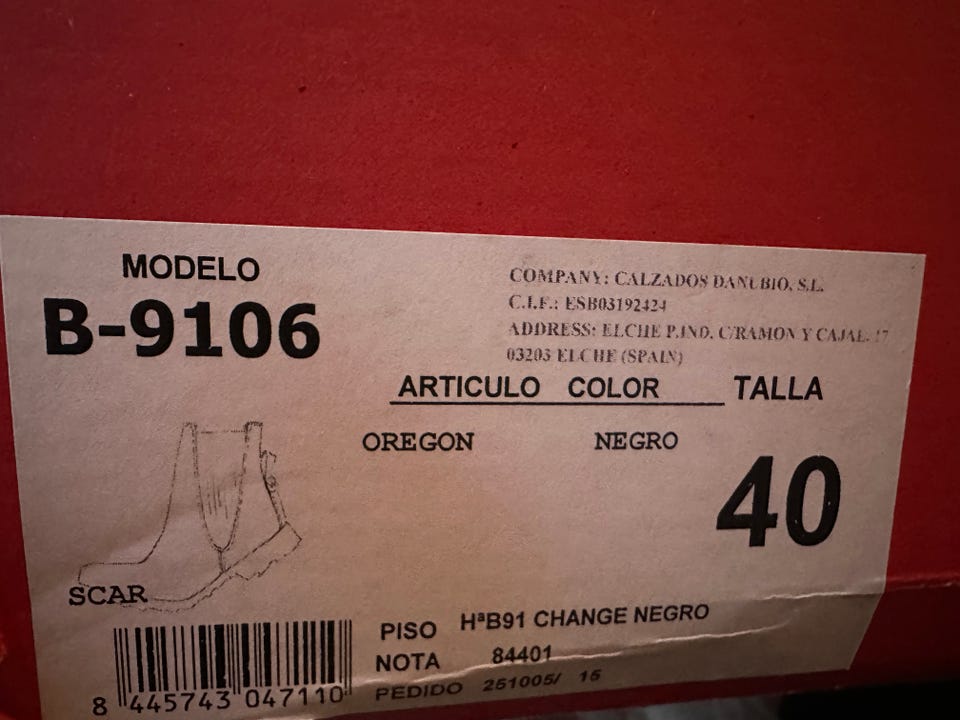 MODELO
B-9106
COMPANY: CALZADOS DANUBIO, S.L.
C.I.F.: ESB03192424
ADDRESS: ELCHE P.IND. C/RAMON Y CAJAL. 17
03203 ELCHE (SPAIN)
ARTICULO COLOR TALLA
OREGON NEGRO
40
SCAR
PISO HªB91 CHANGE NEGRO
NOTA 84401
PEDIDO 251005/ 15
8 445743 047110